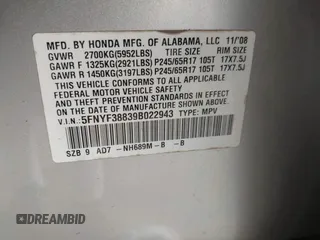 MFD. BY HONDA MFG. OF ALABAMA, LLC 11/'08
GVWR 2700KG(5952LBS) TIRE SIZE RIM SIZE
GAWR F 1325KG(2921LBS) P245/65R17 105T 17X7.5J
GAWR R 1450KG(3197LBS) P245/65R17 105T 17X7.5J
THIS VEHICLE CONFORMS TO ALL APPLICABLE
FEDERAL MOTOR VEHICLE SAFETY AND THEFT
PREVENTION STANDARDS IN EFFECT ON THE
DATE OF MANUFACTURE SHOWN ABOVE.
V.I.N.:5FNYF38839B022943 TYPE: MPV
SZB 9 AD7 -NH689M-B -B
DREAMBID